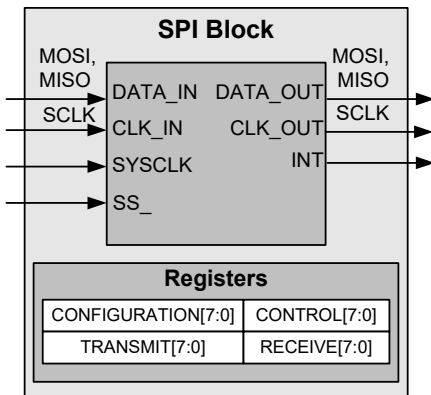 SPI Block
MOSI,
MISO
MOSI,
MISO
DATA_IN DATA_OUT
SCLK
SCLK
CLK_IN CLK_OUT
SYSCLK INT
SS_
Registers
CONFIGURATION[7:0] CONTROL[7:0]
TRANSMIT[7:0] RECEIVE[7:0]